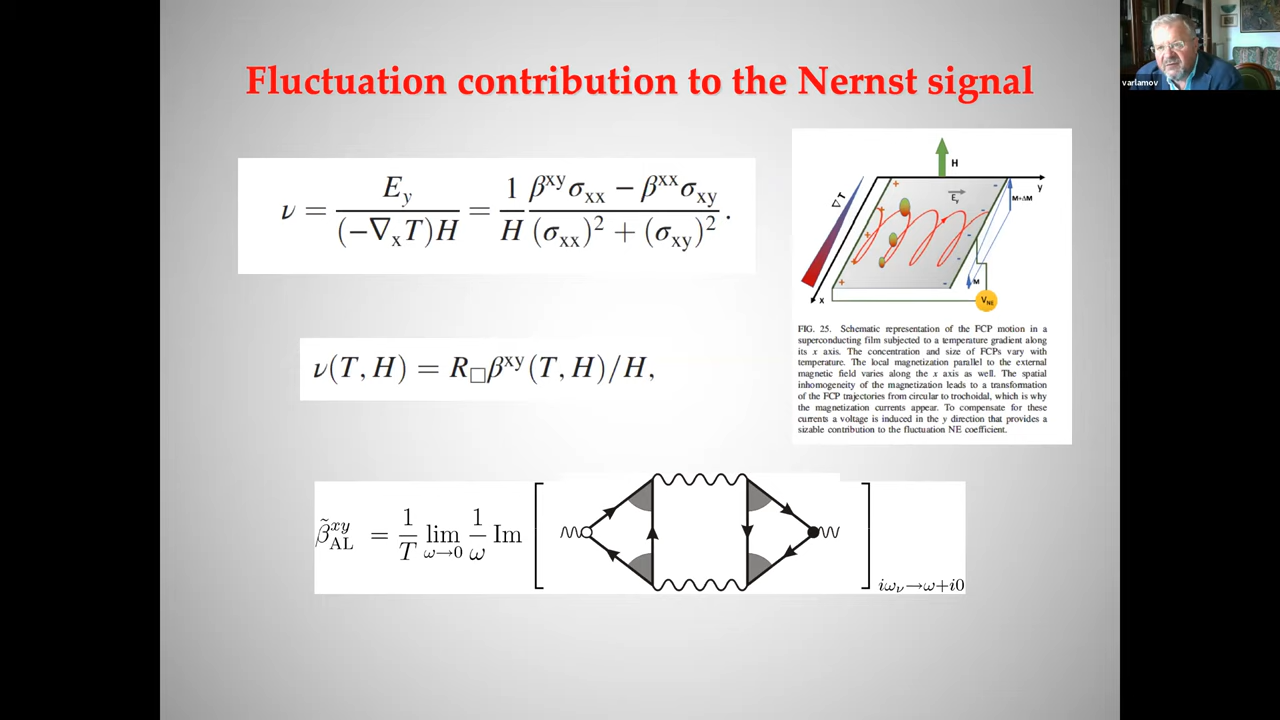 Fluctuation contribution to the Nernst signal
varlamov
ν = E_y / (−∇_x T)H = 1/H (β^xy σ_xx − β^xx σ_xy) / ((σ_xx)^2 + (σ_xy)^2) .
ν(T, H) = R_□ β^xy (T, H)/H,
β̃^xy_AL = 1/T lim_ω→0 1/ω Im [ ] iω_ν→ω+i0
H
y
∇T
E_y
M+ΔM
M
x
V_NE
+ + + +
- - - -
FIG. 25. Schematic representation of the FCP motion in a
superconducting film subjected to a temperature gradient along
its x axis. The concentration and size of FCPs vary with
temperature. The local magnetization parallel to the external
magnetic field varies along the x axis as well. The spatial
inhomogeneity of the magnetization leads to a transformation
of the FCP trajectories from circular to trochoidal, which is why
the magnetization currents appear. To compensate for these
currents a voltage is induced in the y direction that provides a
sizable contribution to the fluctuation NE coefficient.